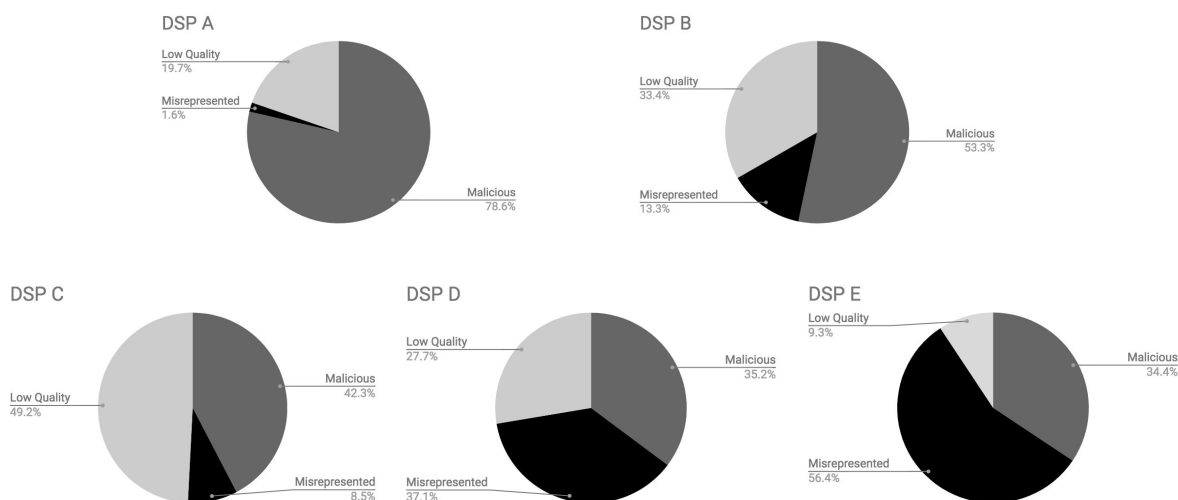 DSP A
Low Quality
19.7%
Misrepresented
1.6%
Malicious
78.6%
DSP B
Low Quality
33.4%
Malicious
53.3%
Misrepresented
13.3%
DSP C
Malicious
42.3%
Low Quality
49.2%
Misrepresented
8.5%
DSP D
Low Quality
27.7%
Malicious
35.2%
Misrepresented
37.1%
DSP E
Low Quality
9.3%
Malicious
34.4%
Misrepresented
56.4%